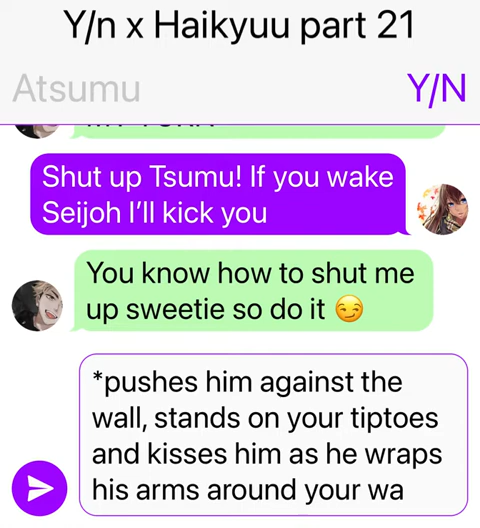 Y/n x Haikyuu part 21
Atsumu
Y/N
Shut up Tsumu! If you wake
Seijoh I’ll kick you
You know how to shut me
up sweetie so do it 😏
*pushes him against the
wall, stands on your tiptoes
and kisses him as he wraps
his arms around your wa